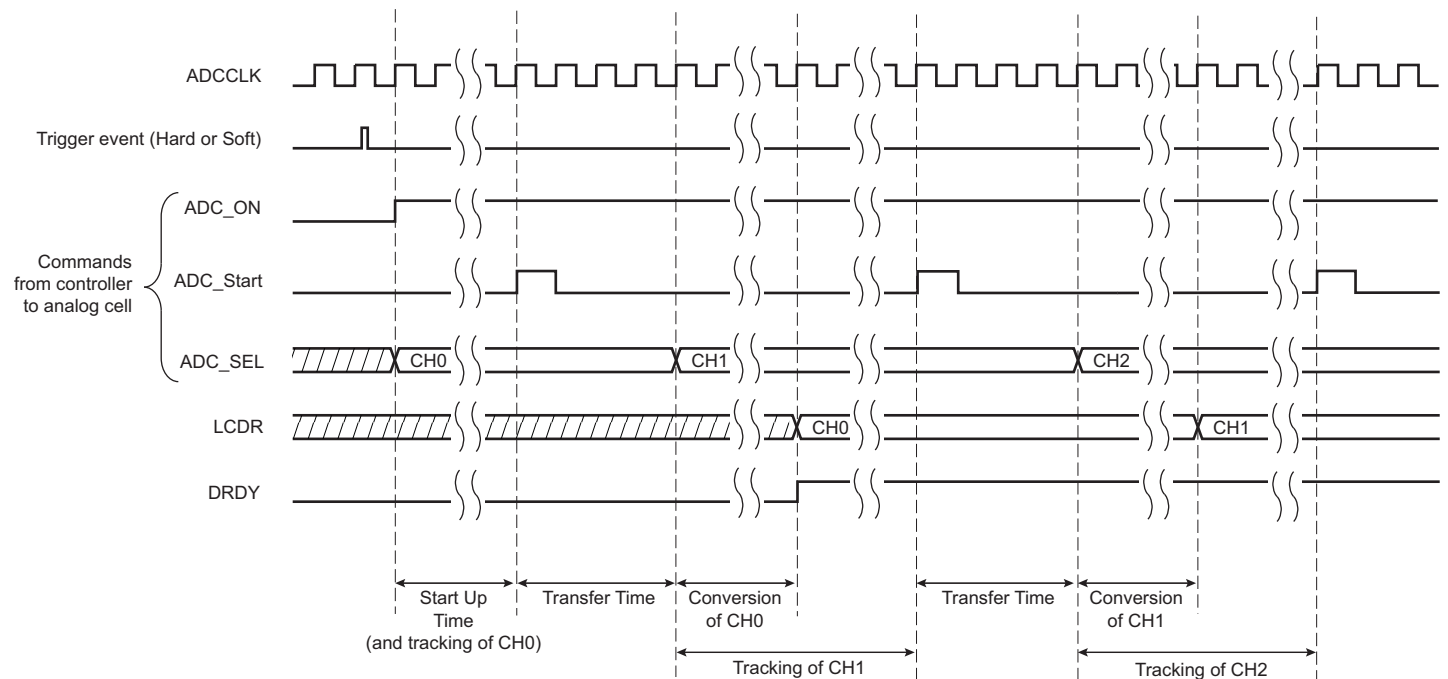 ADCCLK
Trigger event (Hard or Soft)
ADC_ON
Commands
from controller
to analog cell
ADC_Start
ADC_SEL
CH0
CH1
CH2
LCDR
CH0
CH1
DRDY
Start Up
Time
(and tracking of CH0)
Transfer Time
Conversion
of CH0
Transfer Time
Conversion
of CH1
Tracking of CH1
Tracking of CH2